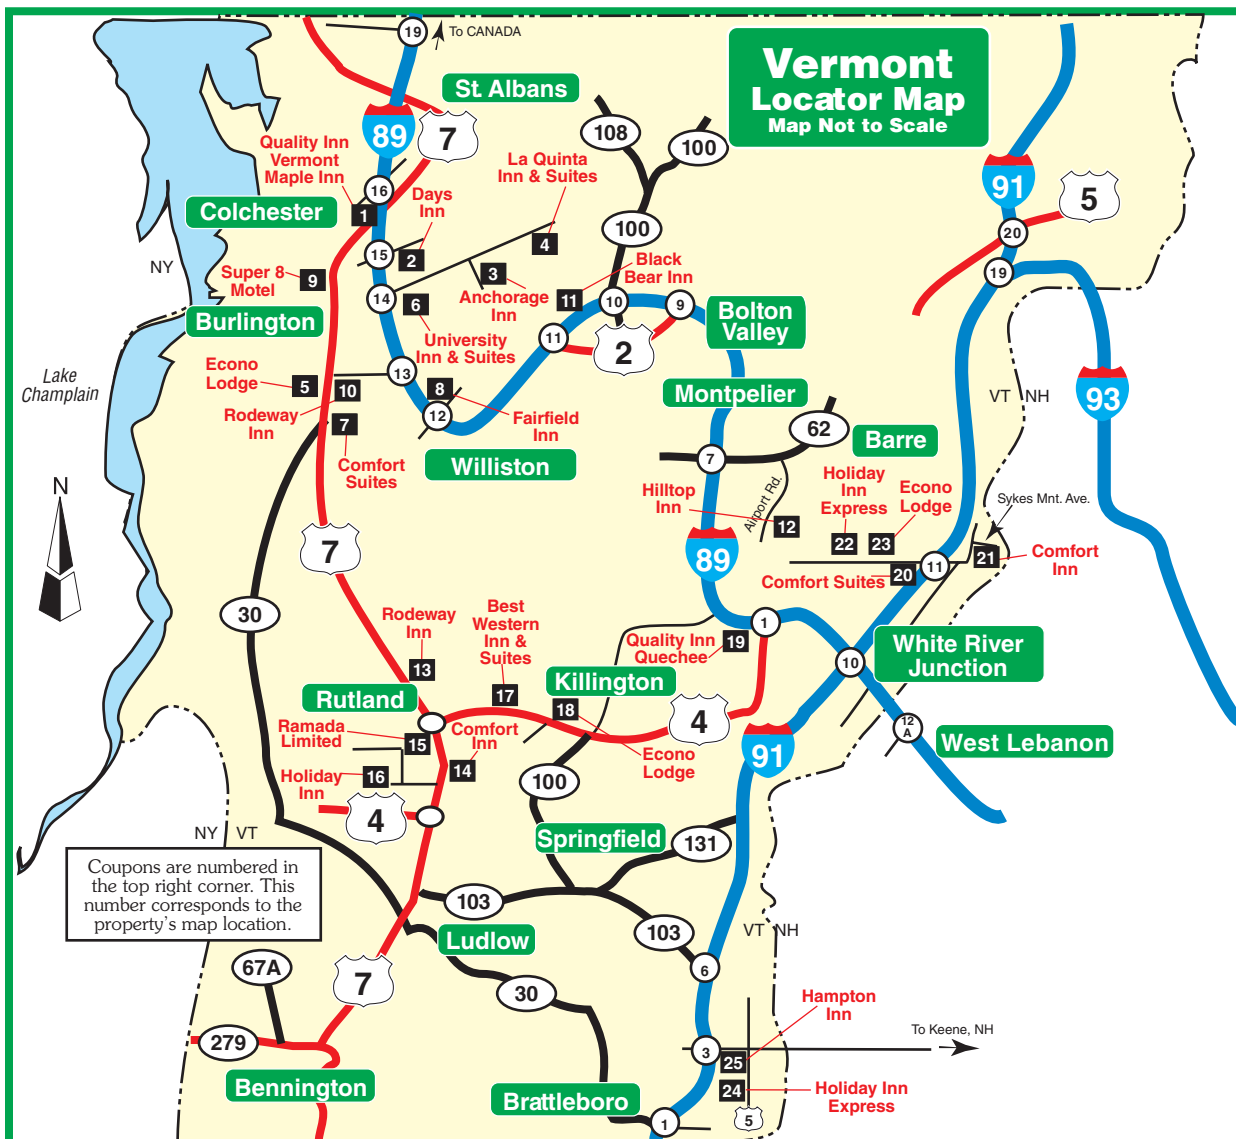 19
To CANADA
Vermont
Locator Map
Map Not to Scale
St. Albans
89
7
108
100
Quality Inn
Vermont
Maple Inn
La Quinta
Inn & Suites
91
5
16
Days
Inn
Colchester
1
100
20
4
15
2
NY
Super 8
Motel
9
3
Black
Bear Inn
19
Anchorage
Inn
14
6
11
10
9
Burlington
Bolton
Valley
University
Inn & Suites
11
2
Econo
Lodge
5
13
Lake
Champlain
10
8
Montpelier
VT
NH
93
Rodeway
Inn
7
12
Fairfield
Inn
62
Barre
Comfort
Suites
Williston
7
Holiday
Inn
Express
Econo
Lodge
N
Hilltop
Inn
Airport Rd.
Sykes Mnt. Ave.
12
22
23
7
89
21
Comfort
Inn
11
Comfort Suites
20
30
Rodeway
Inn
Best
Western
Inn &
Suites
1
Quality Inn
Quechee
19
White River
Junction
13
10
Killington
Rutland
17
18
4
12
A
Ramada
Limited
15
Comfort
Inn
West Lebanon
Econo
Lodge
91
Holiday
Inn
16
14
100
4
NY
VT
Springfield
131
Coupons are numbered in
the top right corner. This
number corresponds to the
property's map location.
103
103
VT
NH
Ludlow
67A
7
6
30
Hampton
Inn
279
3
To Keene, NH
25
Bennington
24
Holiday Inn
Express
Brattleboro
1
5